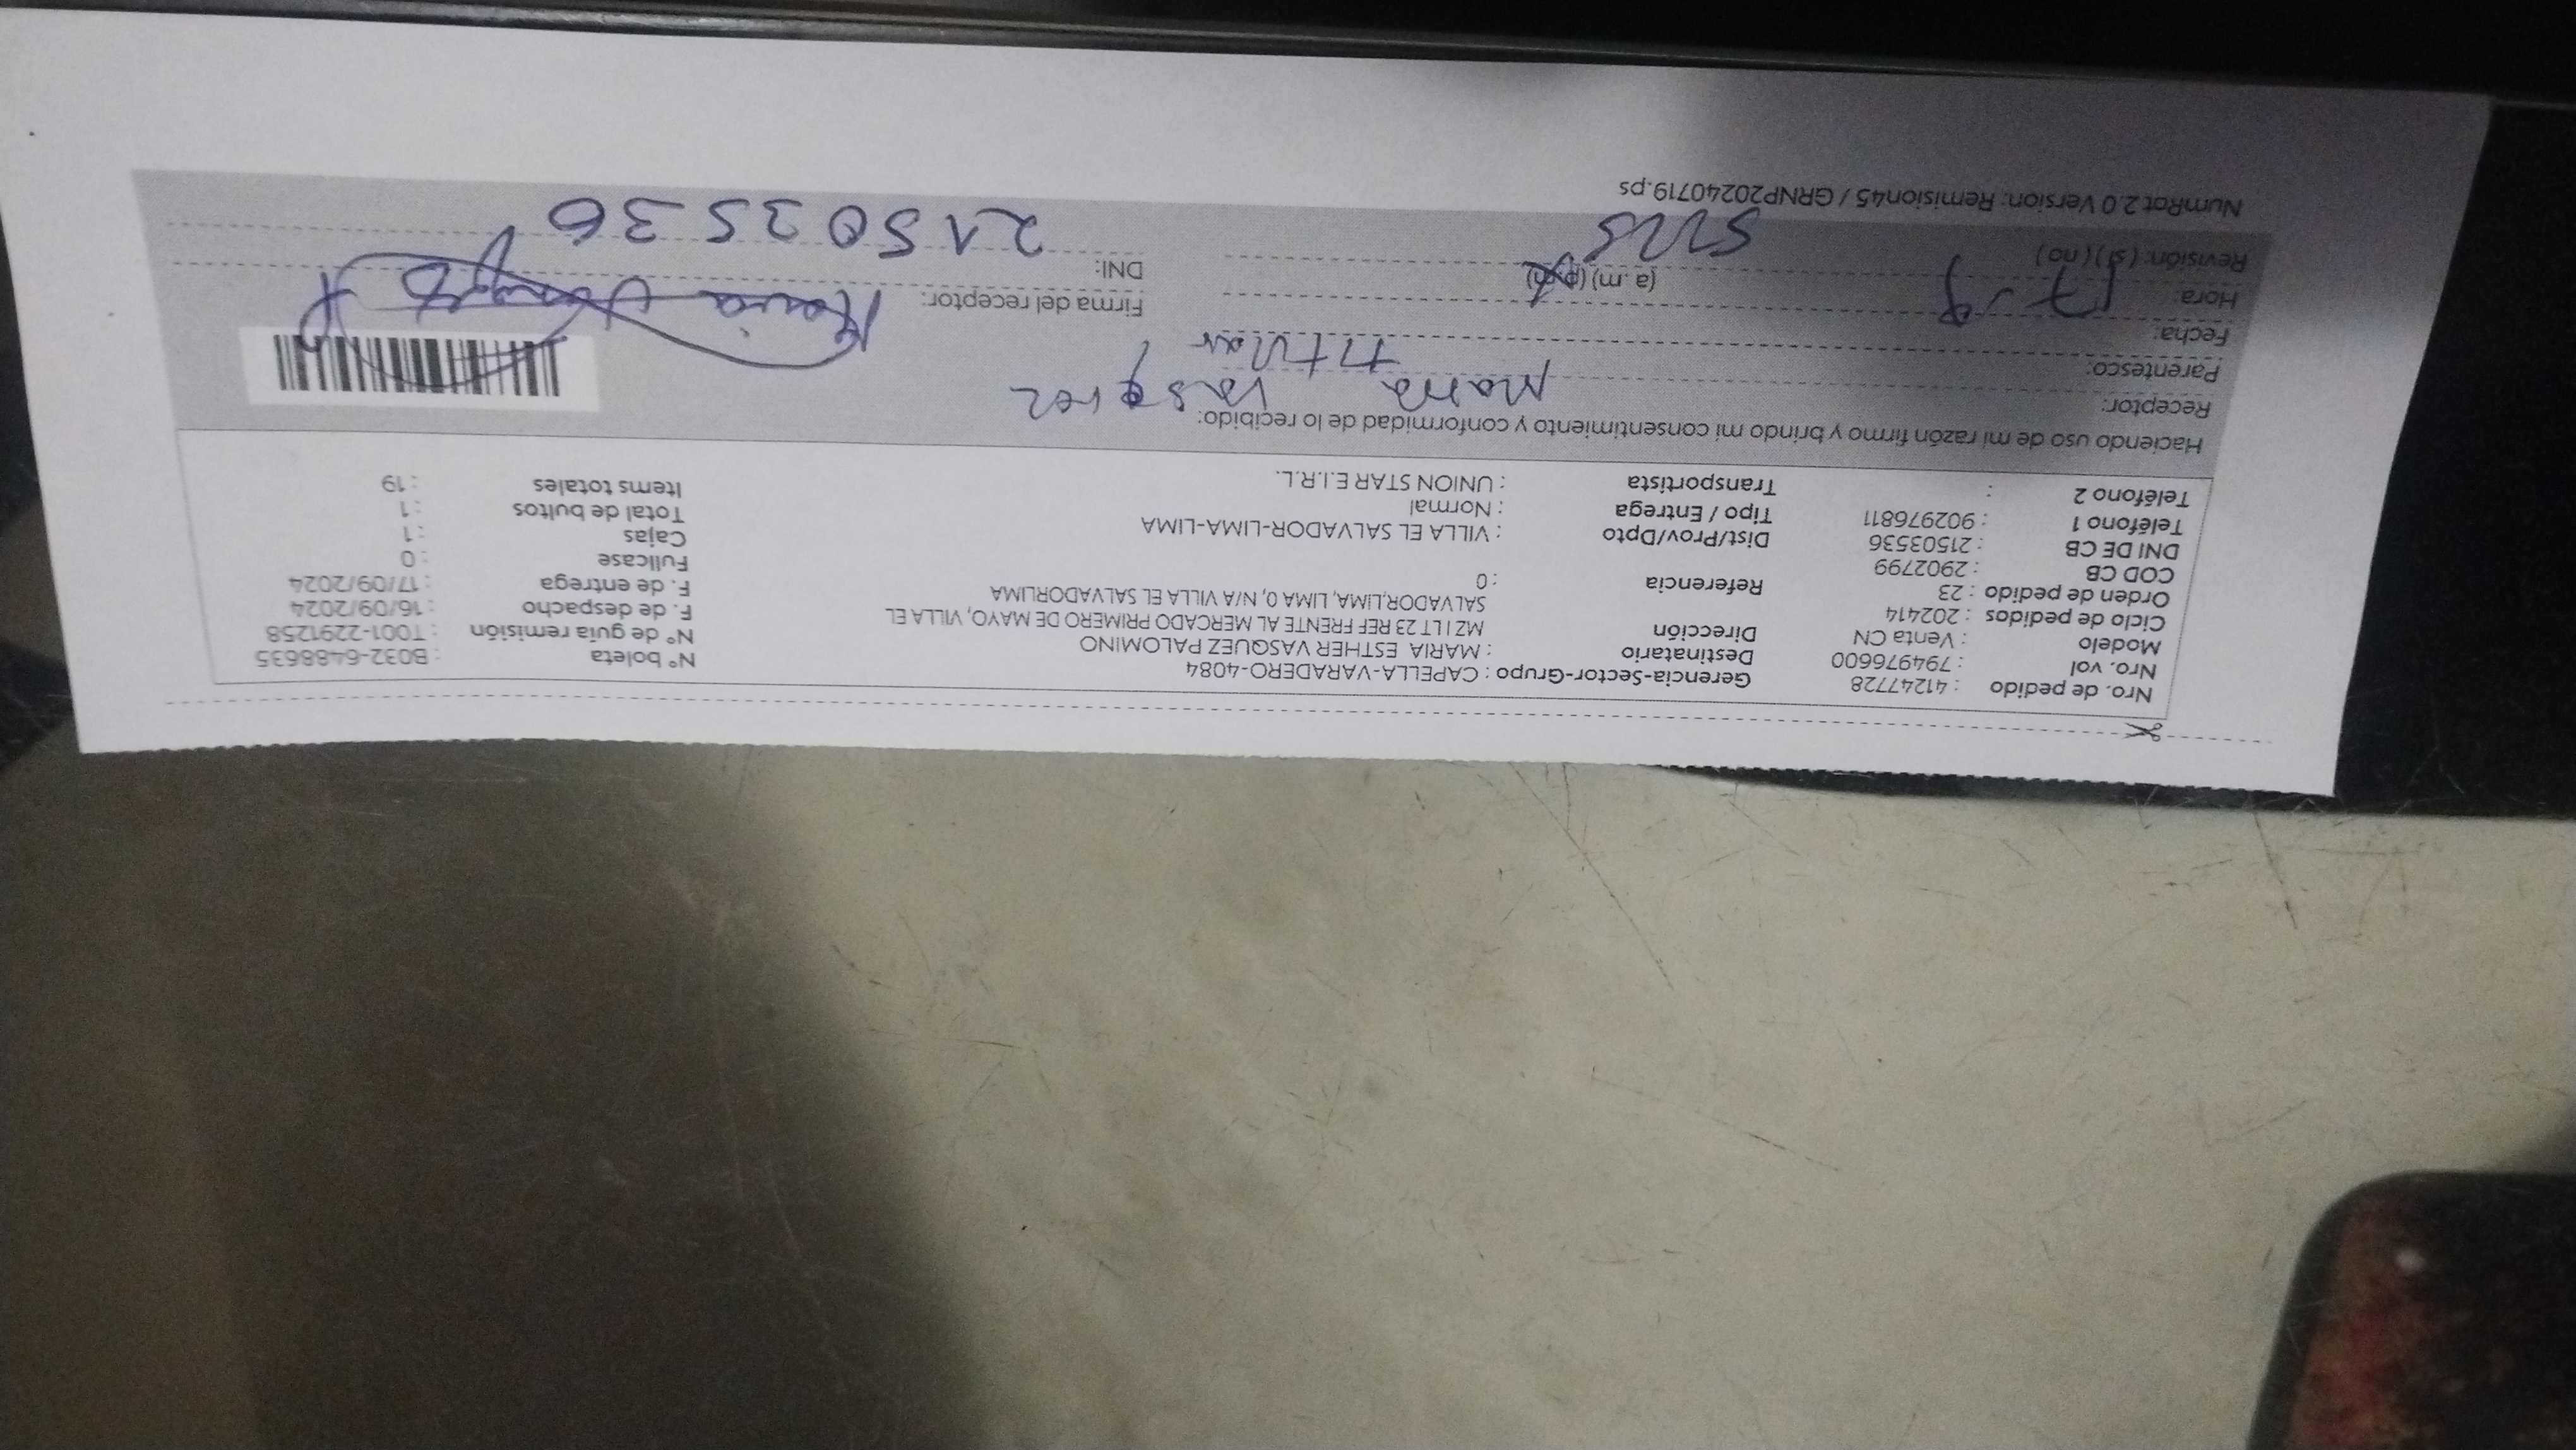 Nro. de pedido : 41247728 Gerencia-Sector-Grupo : CAPELLA-VARADERO-4084 N° boleta : B032-6488635
Nro. vol : 794976600 Destinatario : MARIA ESTHER VASQUEZ PALOMINO N° de guía remisión : T001-2291258
Modelo : Venta CN Dirección MZ I LT 23 REF FRENTE AL MERCADO PRIMERO DE MAYO, VILLA EL F. de despacho : 16/09/2024
Ciclo de pedidos : 202414 SALVADOR,LIMA, LIMA 0, N/A VILLA EL SALVADORLIMA F. de entrega : 17/09/2024
Orden de pedido : 23 Referencia : 0 Fullcase : 0
COD CB : 2902799 Dist/Prov/Dpto : VILLA EL SALVADOR-LIMA-LIMA Cajas : 1
DNI DE CB : 21503536 Tipo / Entrega : Normal Total de bultos : 1
Teléfono 1 : 902976811 Transportista : UNION STAR E.I.R.L. Items totales : 19
Teléfono 2 :
Haciendo uso de mi razón firmo y brindo mi consentimiento y conformidad de lo recibido:
Receptor: Maria Vasquez
Parentesco: titular
Fecha: 17-9
Hora: (a.m) (p.m)
Revisión: (si) (no)
Firma del receptor:
DNI: 21503536
NumRot 2.0 Version: Remision45 / GRNP20240719.ps